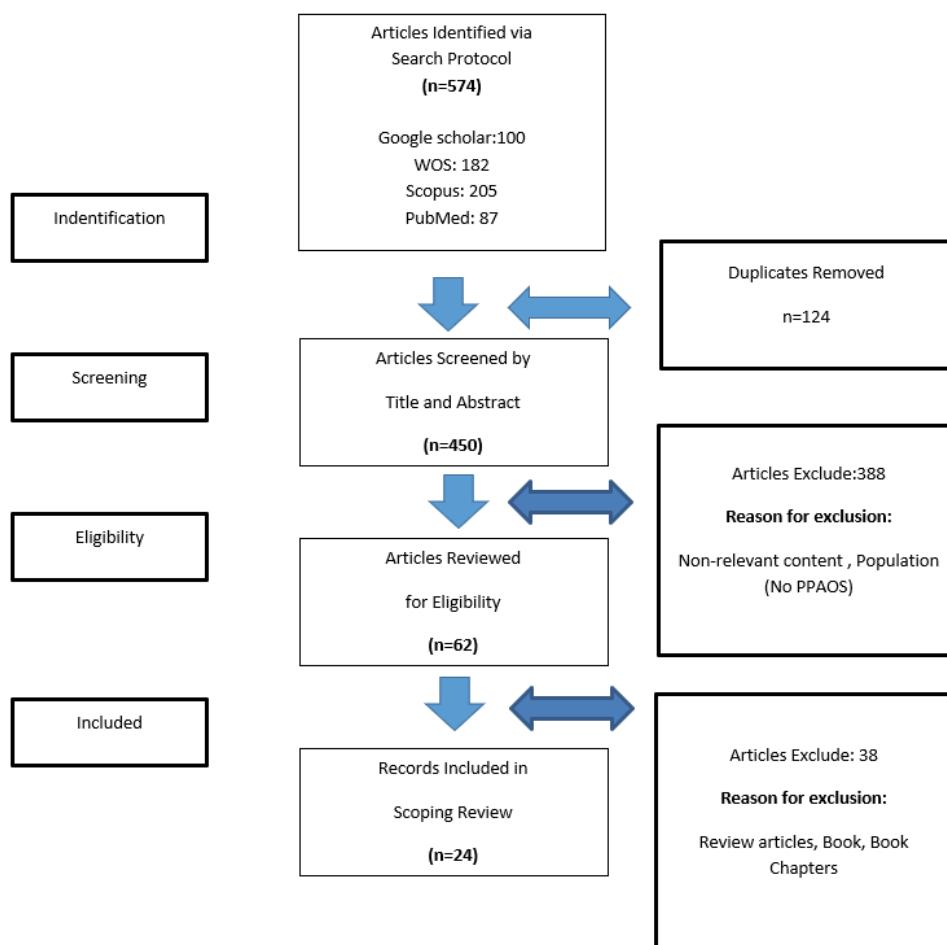 Articles Identified via
Search Protocol
(n=574)
Google scholar:100
WOS: 182
Scopus: 205
PubMed: 87
Indentification
Duplicates Removed
n=124
Screening
Articles Screened by
Title and Abstract
(n=450)
Articles Exclude:388
Reason for exclusion:
Non-relevant content , Population
(No PPAOS)
Eligibility
Articles Reviewed
for Eligibility
(n=62)
Included
Records Included in
Scoping Review
(n=24)
Articles Exclude: 38
Reason for exclusion:
Review articles, Book, Book
Chapters